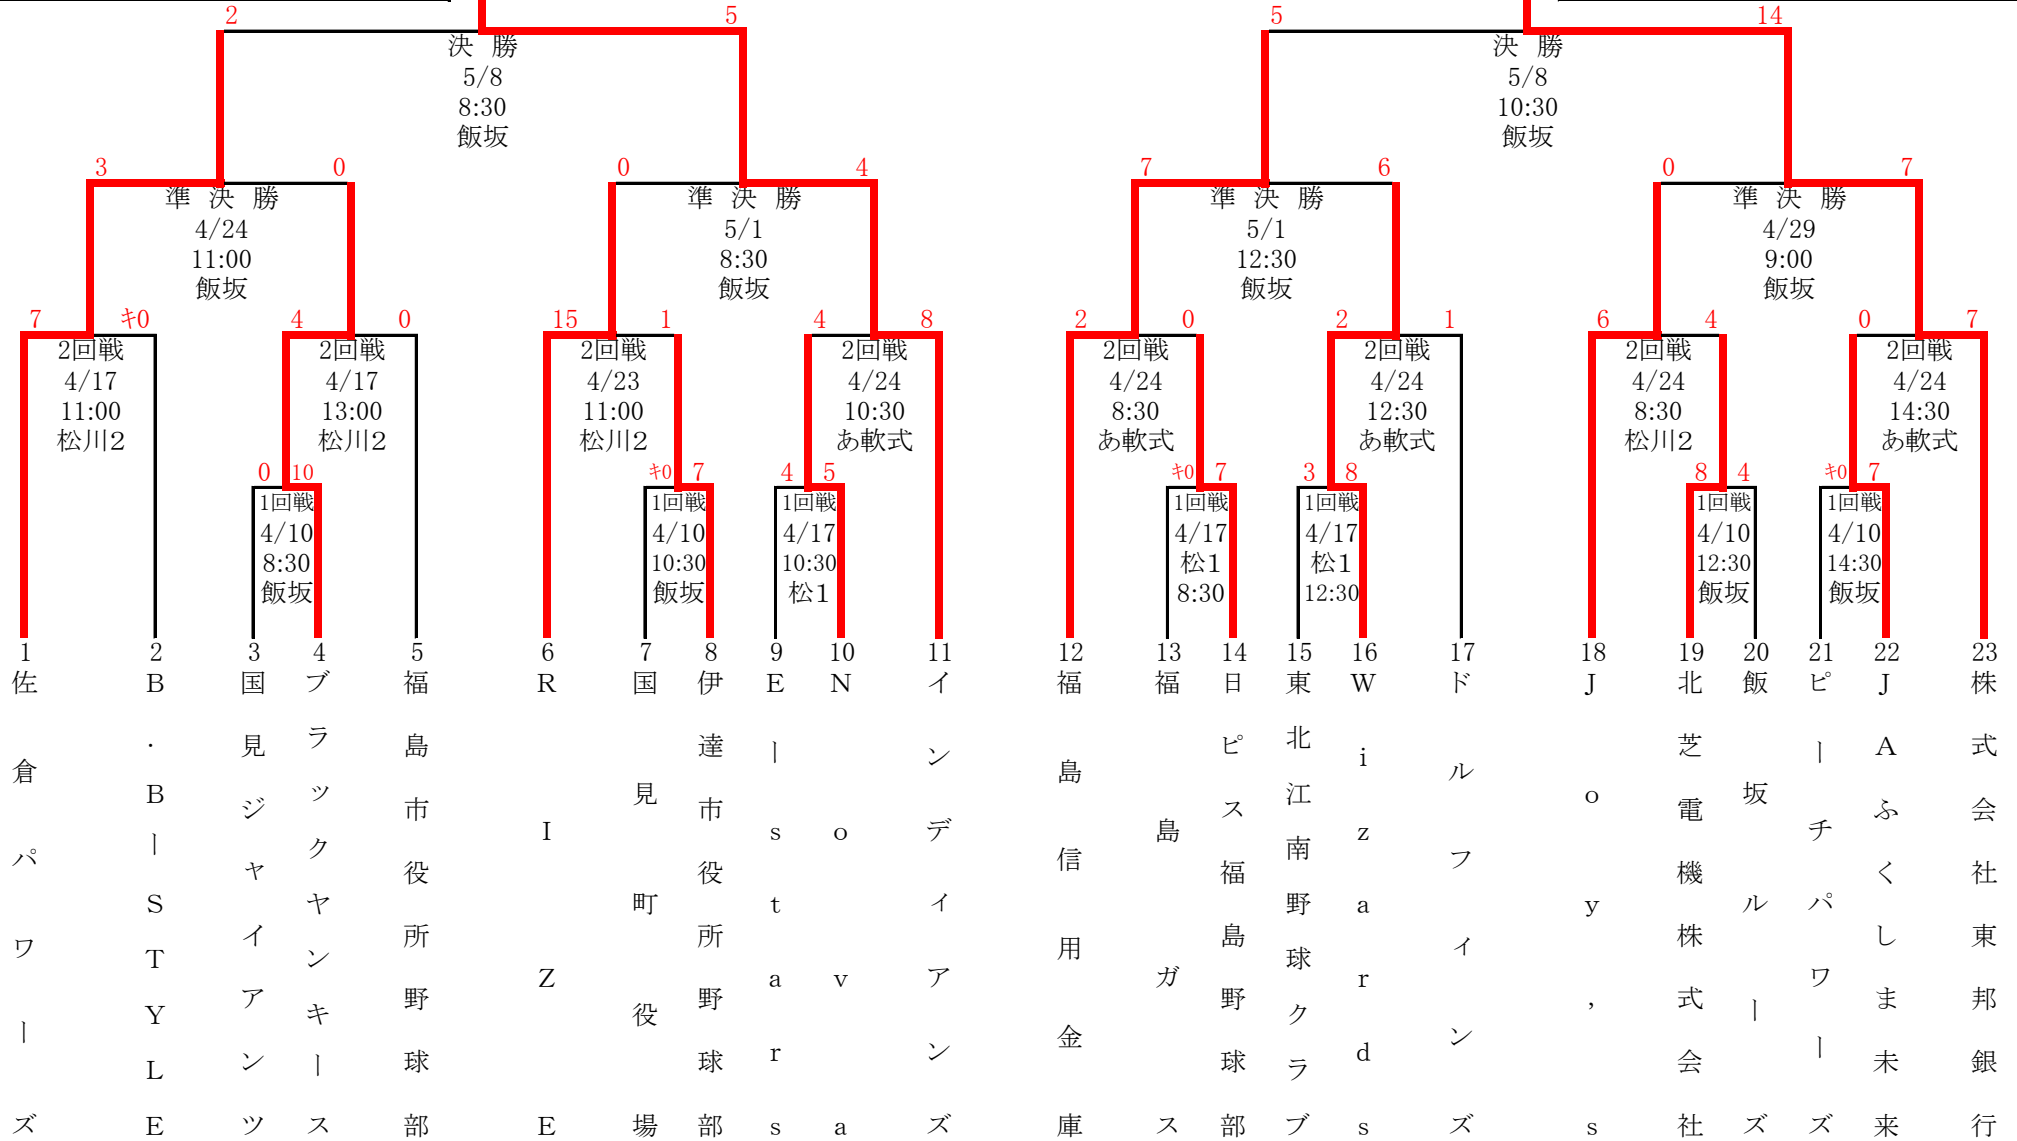 2 5 5 14
決 勝 決 勝
5/8 5/8
8:30 10:30
飯坂 飯坂
3 0 0 4 7 6 0 7
準 決 勝 準 決 勝 準 決 勝 準 決 勝
4/24 5/1 5/1 4/29
11:00 8:30 12:30 9:00
飯坂 飯坂 飯坂 飯坂
7 ｷ0 4 0 15 1 4 8 2 0 2 1 6 4 0 7
2回戦 2回戦 2回戦 2回戦 2回戦 2回戦 2回戦 2回戦
4/17 4/17 4/23 4/24 4/24 4/24 4/24 4/24
11:00 13:00 11:00 10:30 8:30 12:30 8:30 14:30
松川2 松川2 松川2 あ軟式 あ軟式 あ軟式 松川2 あ軟式
0 10 ｷ0 7 4 5 ｷ0 7 3 8 8 4 ｷ0 7
1回戦 1回戦 1回戦 1回戦 1回戦 1回戦 1回戦
4/10 4/10 4/17 4/17 4/17 4/10 4/10
8:30 10:30 10:30 松1 松1 12:30 14:30
飯坂 飯坂 松1 8:30 12:30 飯坂 飯坂
1 2 3 4 5 6 7 8 9 10 11 12 13 14 15 16 17 18 19 20 21 22 23
佐倉パワーズ
B.B－STYLE
国見ジャイアンツ
ブラックヤンキース
福島市役所野球部
RIZE
国見町役場
伊達市役所野球部
E－stars
Nova
インディアンズ
福島信用金庫
福島ガス
日ピス福島野球部
東北江南野球クラブ
Wizards
ドルフィンズ
Joy,s
北芝電機株式会社
飯坂ルーズ
ピーチパワーズ
JAふくしま未来
株式会社東邦銀行